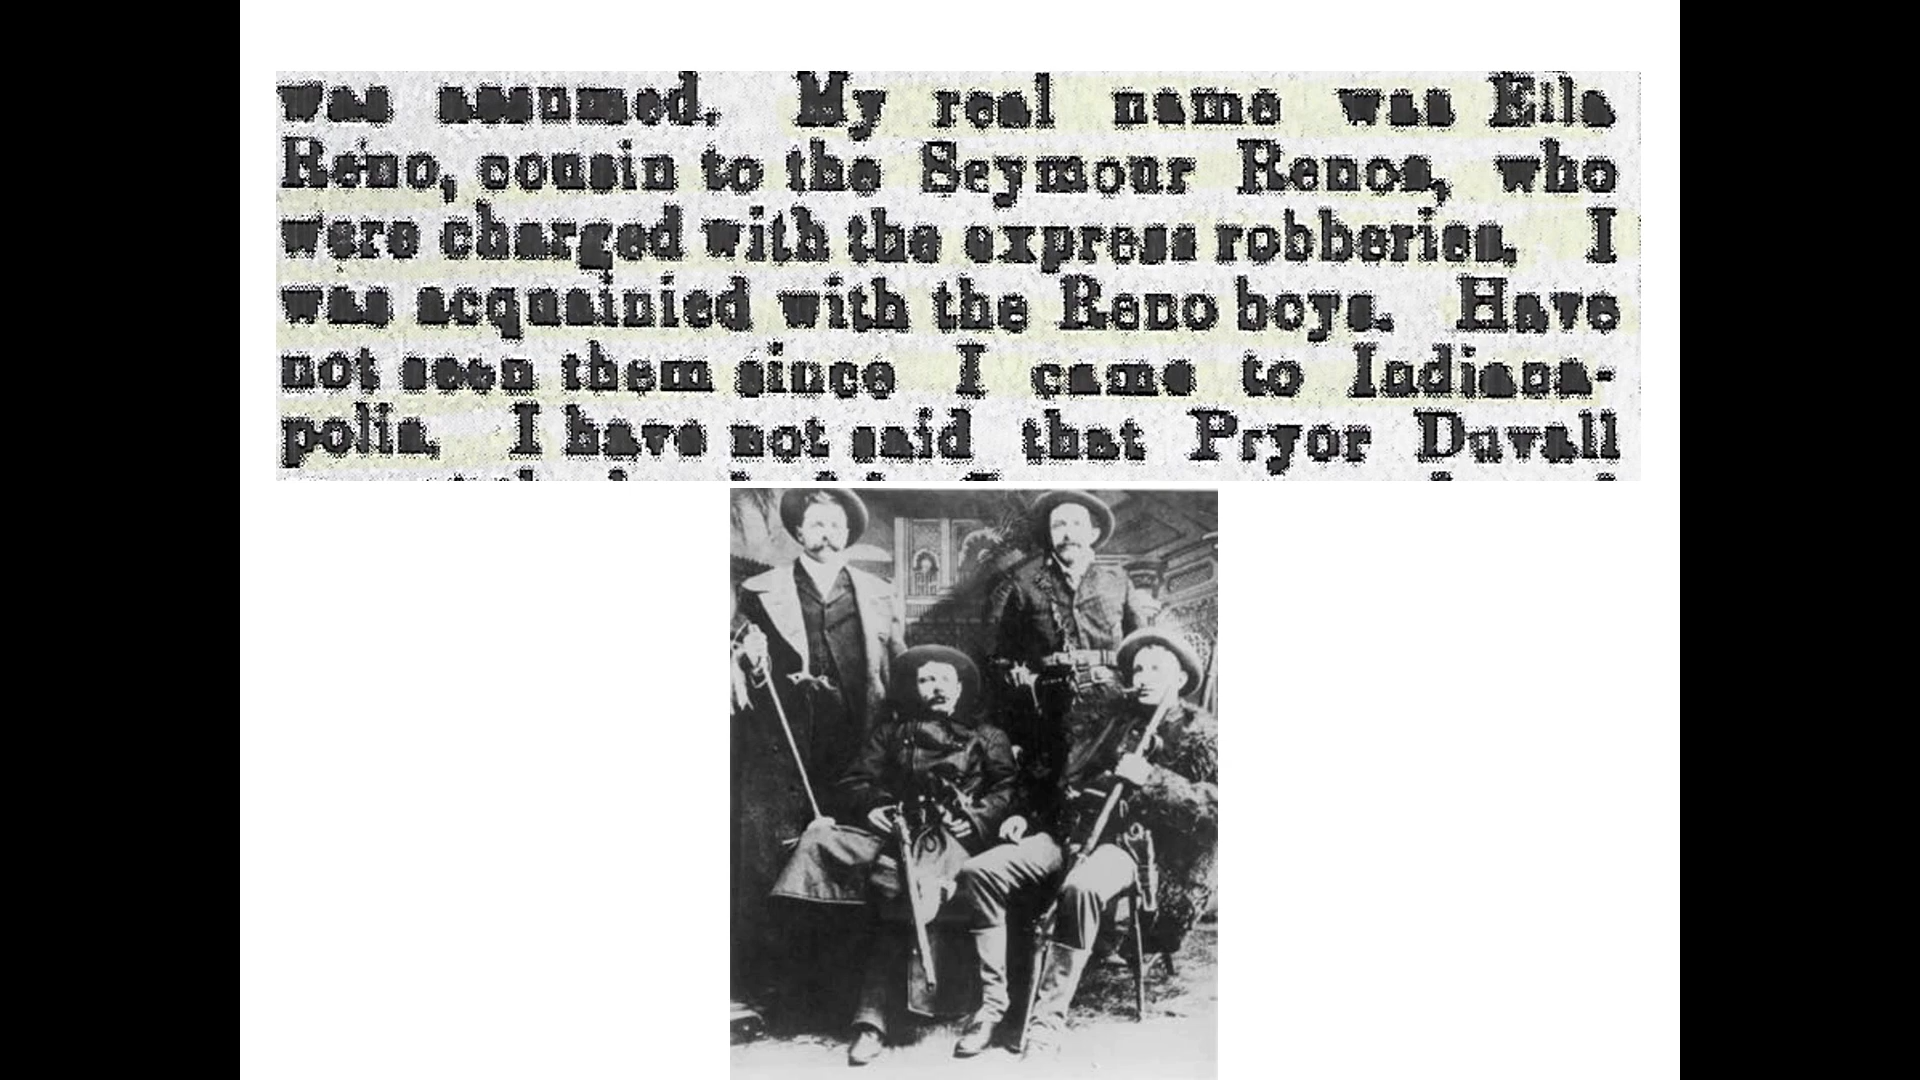 was assumed. My real name was Ella
Reno, cousin to the Seymour Renos, who
were charged with the express robberies. I
was acquainied with the Reno boys. Have
not seen them since I came to Indiana-
polis. I have not said that Pryor Duvall